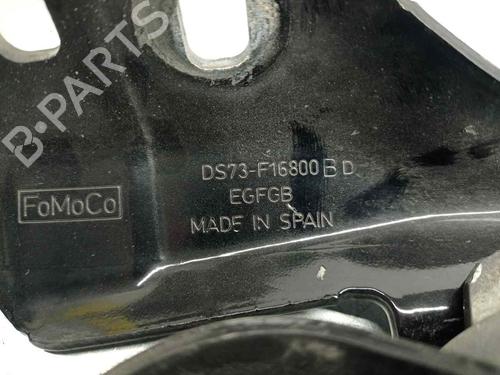 B-PARTS
DS73-F16800 B D
EGFGB
FoMoCo
MADE IN SPAIN